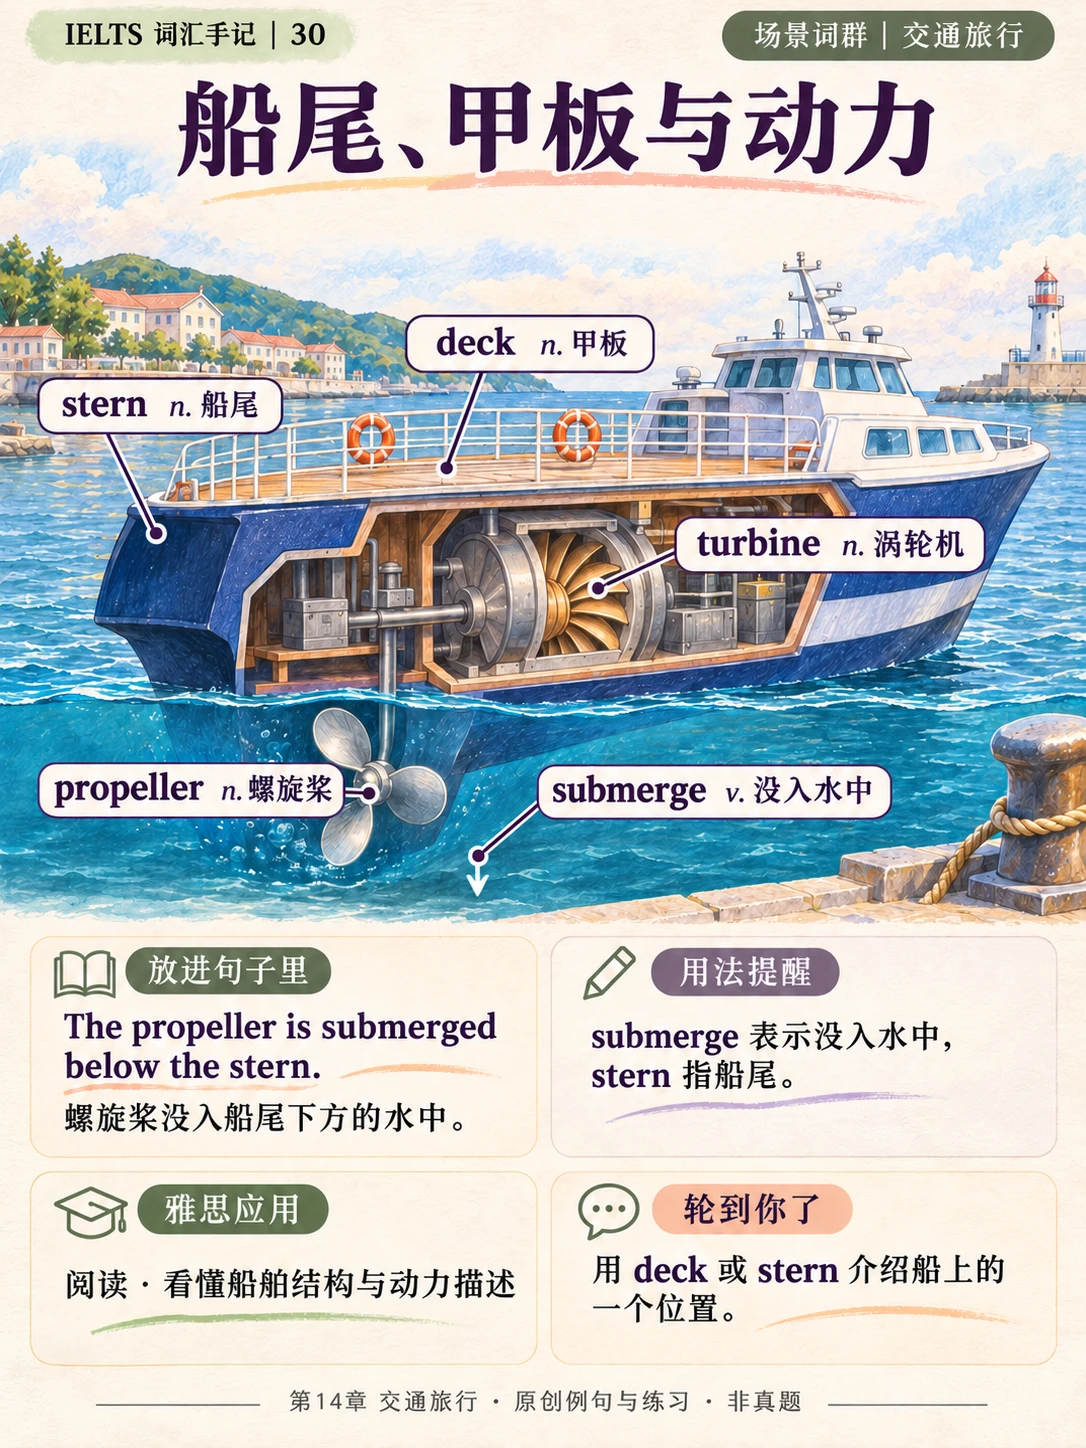 IELTS 词汇手记 | 30
场景词群 | 交通旅行
船尾、甲板与动力
deck n. 甲板
stern n. 船尾
turbine n. 涡轮机
propeller n. 螺旋桨
submerge v. 没入水中
放进句子里
The propeller is submerged
below the stern.
螺旋桨没入船尾下方的水中。
用法提醒
submerge 表示没入水中，
stern 指船尾。
雅思应用
阅读 · 看懂船舶结构与动力描述
轮到你了
用 deck 或 stern 介绍船上的
一个位置。
第14章 交通旅行 · 原创例句与练习 · 非真题